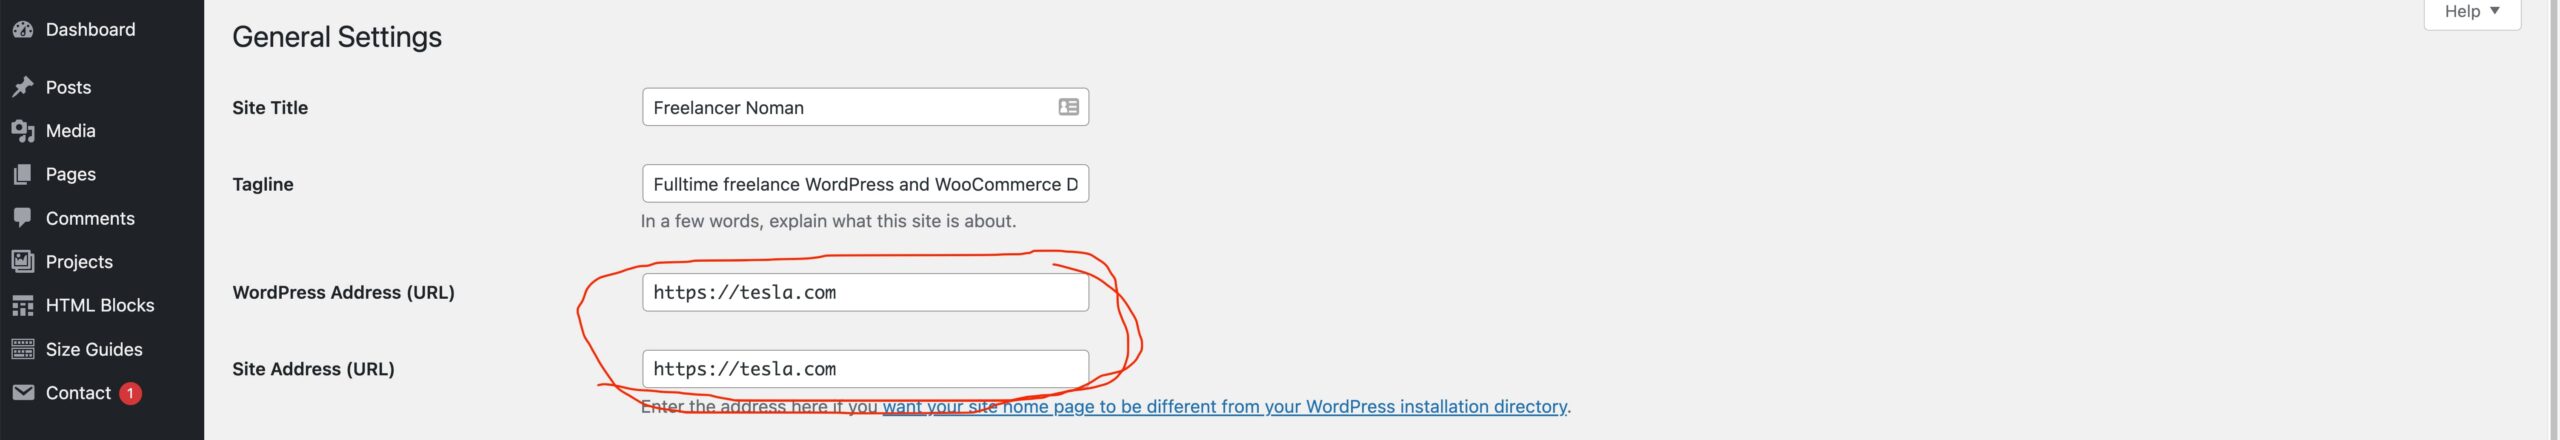 Dashboard
Posts
Media
Pages
Comments
Projects
HTML Blocks
Size Guides
Contact 1
Help
General Settings
Site Title
Freelancer Noman
Tagline
Fulltime freelance WordPress and WooCommerce D
In a few words, explain what this site is about.
WordPress Address (URL)
https://tesla.com
Site Address (URL)
https://tesla.com
Enter the address here if you want your site home page to be different from your WordPress installation directory.